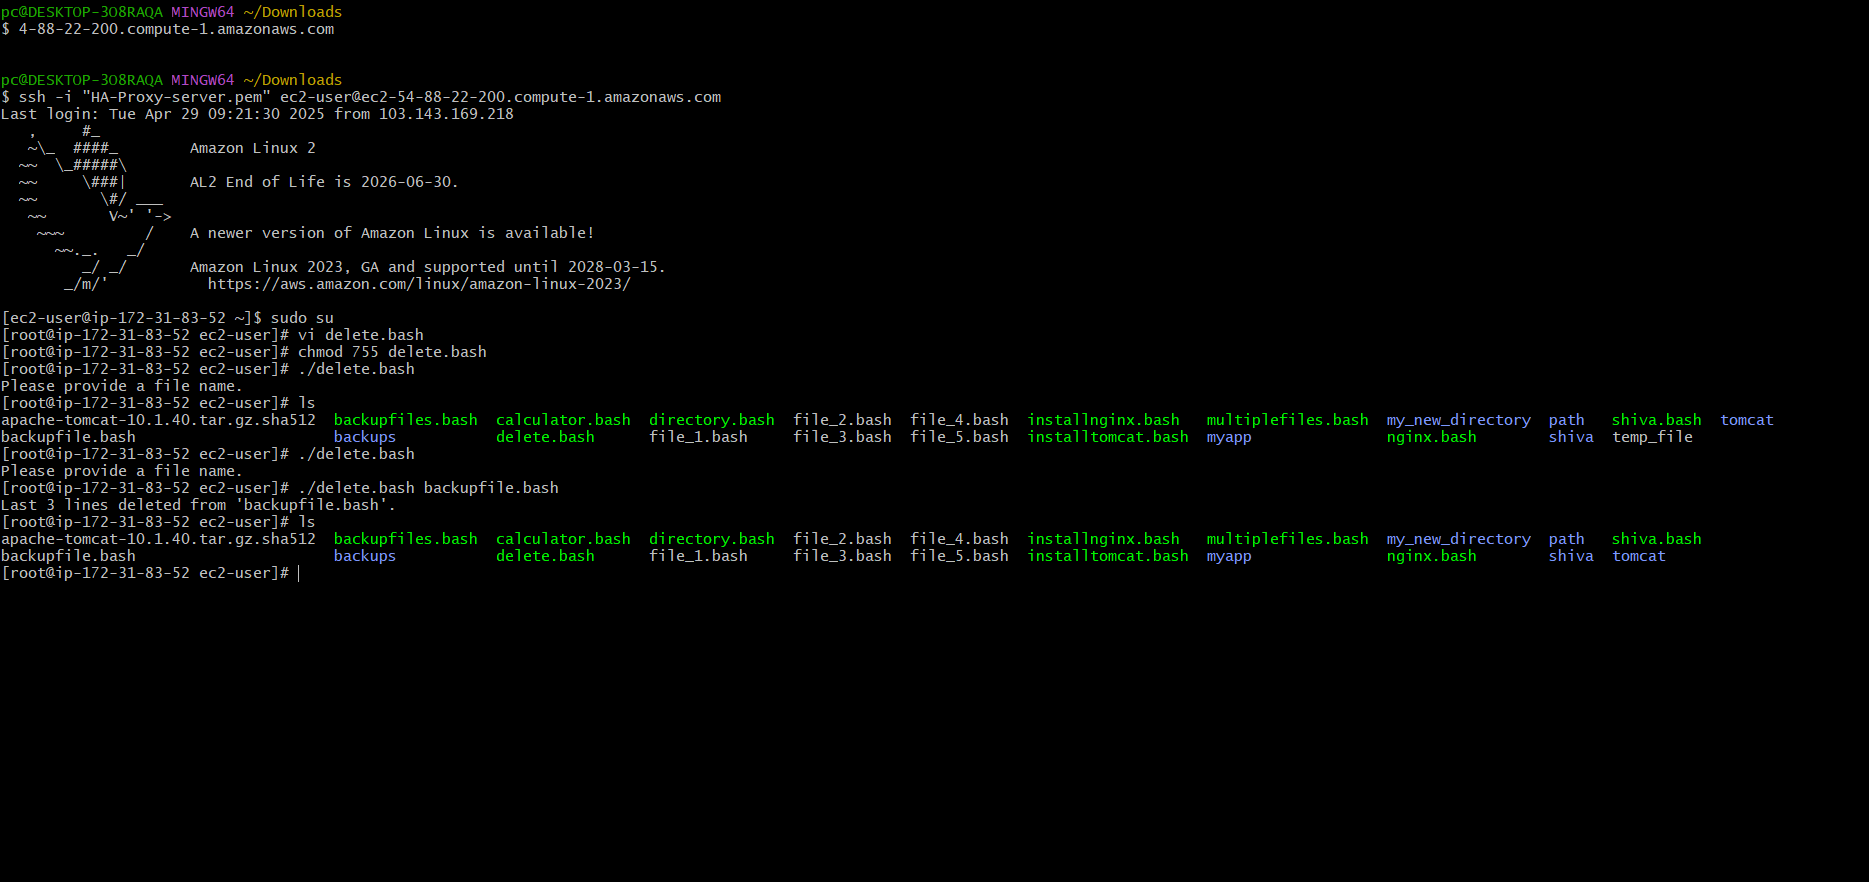 pc@DESKTOP-3O8RAQA MINGW64 ~/Downloads
$ 4-88-22-200.compute-1.amazonaws.com
pc@DESKTOP-3O8RAQA MINGW64 ~/Downloads
$ ssh -i "HA-Proxy-server.pem" ec2-user@ec2-54-88-22-200.compute-1.amazonaws.com
Last login: Tue Apr 29 09:21:30 2025 from 103.143.169.218
   ,     #_
   ~\_  ####_        Amazon Linux 2
  ~~  \_#####\
  ~~     \###|       AL2 End of Life is 2026-06-30.
  ~~       \#/ ___
   ~~       V~' '->
    ~~~         /    A newer version of Amazon Linux is available!
      ~~._.   _/
         _/ _/       Amazon Linux 2023, GA and supported until 2028-03-15.
       _/m/'           https://aws.amazon.com/linux/amazon-linux-2023/
[ec2-user@ip-172-31-83-52 ~]$ sudo su
[root@ip-172-31-83-52 ec2-user]# vi delete.bash
[root@ip-172-31-83-52 ec2-user]# chmod 755 delete.bash
[root@ip-172-31-83-52 ec2-user]# ./delete.bash
Please provide a file name.
[root@ip-172-31-83-52 ec2-user]# ls
apache-tomcat-10.1.40.tar.gz.sha512  backupfiles.bash  calculator.bash  directory.bash  file_2.bash  file_4.bash  installnginx.bash   multiplefiles.bash  my_new_directory  path   shiva.bash  tomcat
backupfile.bash                      backups           delete.bash      file_1.bash     file_3.bash  file_5.bash  installtomcat.bash  myapp               nginx.bash        shiva  temp_file
[root@ip-172-31-83-52 ec2-user]# ./delete.bash
Please provide a file name.
[root@ip-172-31-83-52 ec2-user]# ./delete.bash backupfile.bash
Last 3 lines deleted from 'backupfile.bash'.
[root@ip-172-31-83-52 ec2-user]# ls
apache-tomcat-10.1.40.tar.gz.sha512  backupfiles.bash  calculator.bash  directory.bash  file_2.bash  file_4.bash  installnginx.bash   multiplefiles.bash  my_new_directory  path   shiva.bash
backupfile.bash                      backups           delete.bash      file_1.bash     file_3.bash  file_5.bash  installtomcat.bash  myapp               nginx.bash        shiva  tomcat
[root@ip-172-31-83-52 ec2-user]#